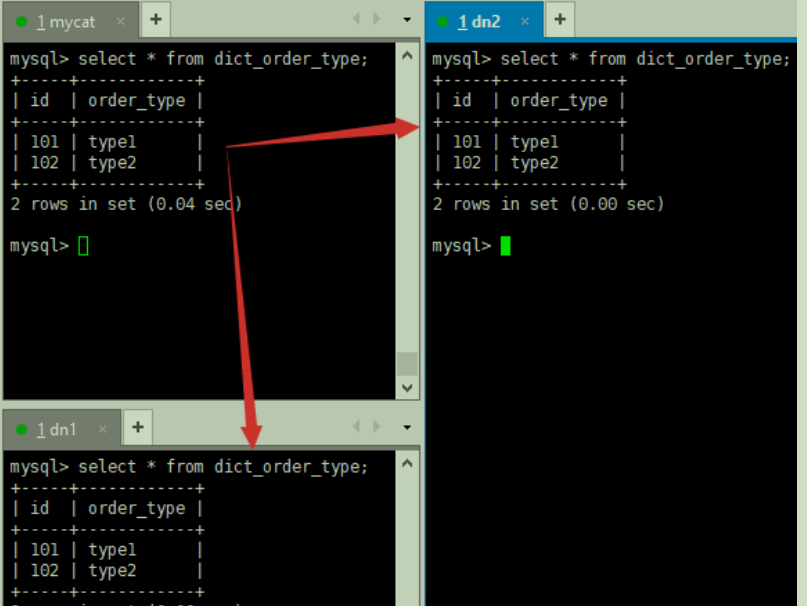 1 mycat × +
mysql> select * from dict_order_type;
+-----+------------+
| id  | order_type |
+-----+------------+
| 101 | type1      |
| 102 | type2      |
+-----+------------+
2 rows in set (0.04 sec)
mysql>
1 dn1 × +
mysql> select * from dict_order_type;
+-----+------------+
| id  | order_type |
+-----+------------+
| 101 | type1      |
| 102 | type2      |
+-----+------------+
1 dn2 × +
mysql> select * from dict_order_type;
+-----+------------+
| id  | order_type |
+-----+------------+
| 101 | type1      |
| 102 | type2      |
+-----+------------+
2 rows in set (0.00 sec)
mysql>